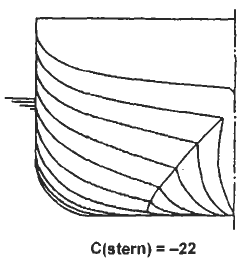 C(stern) = –22